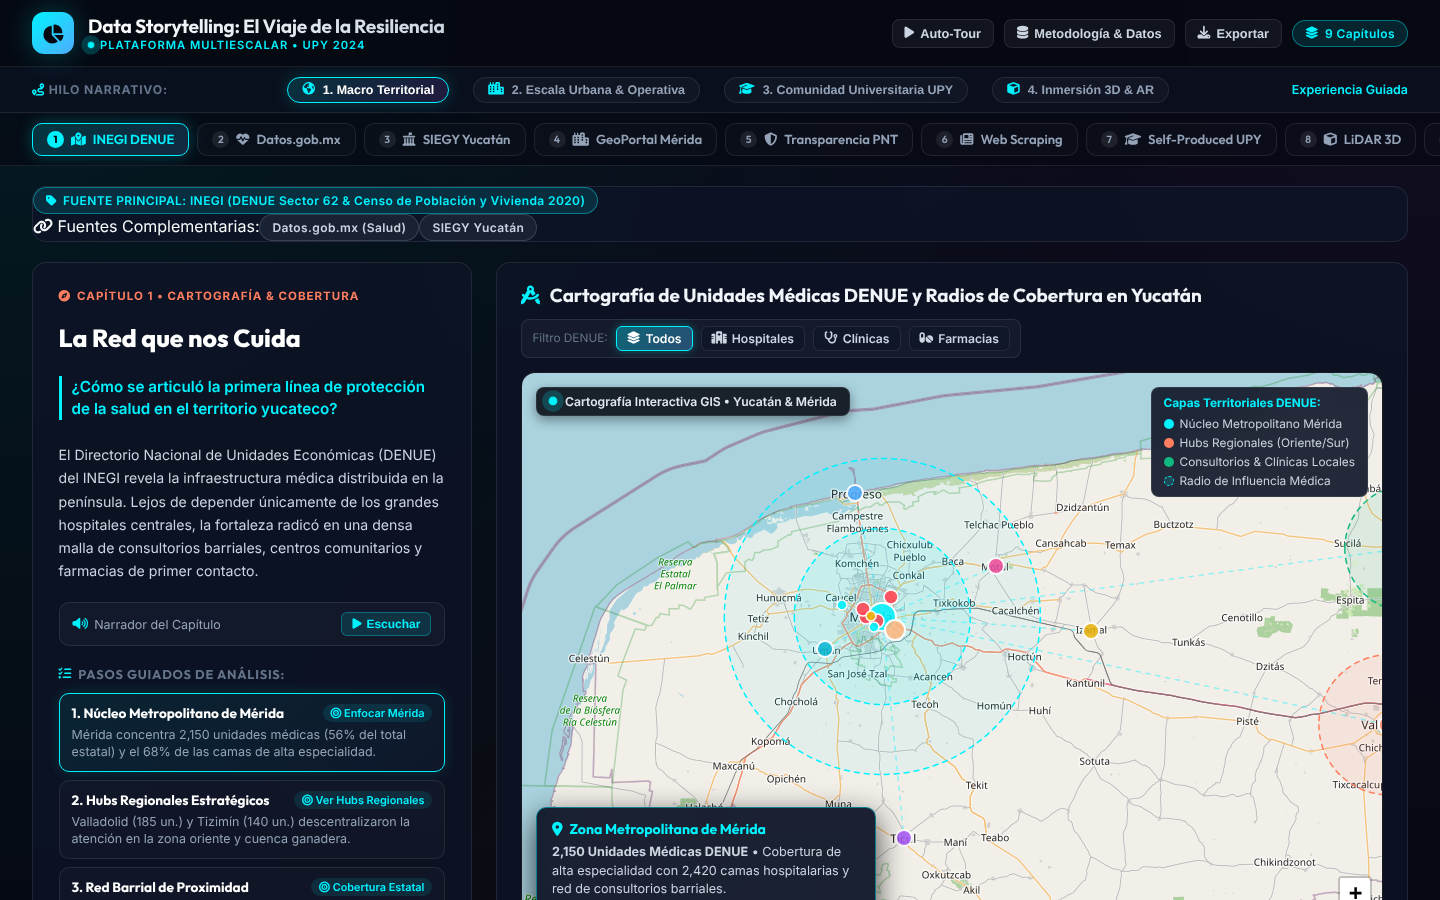 Data Storytelling: El Viaje de la Resiliencia
PLATAFORMA MULTIESCALAR • UPY 2024
Auto-Tour
Metodología & Datos
Exportar
9 Capítulos
HILO NARRATIVO:
1. Macro Territorial
2. Escala Urbana & Operativa
3. Comunidad Universitaria UPY
4. Inmersión 3D & AR
Experiencia Guiada
1 INEGI DENUE
2 Datos.gob.mx
3 SIEGY Yucatán
4 GeoPortal Mérida
5 Transparencia PNT
6 Web Scraping
7 Self-Produced UPY
8 LiDAR 3D
FUENTE PRINCIPAL: INEGI (DENUE Sector 62 & Censo de Población y Vivienda 2020)
Fuentes Complementarias: Datos.gob.mx (Salud) SIEGY Yucatán
CAPÍTULO 1 • CARTOGRAFÍA & COBERTURA
La Red que nos Cuida
¿Cómo se articuló la primera línea de protección
de la salud en el territorio yucateco?
El Directorio Nacional de Unidades Económicas (DENUE)
del INEGI revela la infraestructura médica distribuida en la
península. Lejos de depender únicamente de los grandes
hospitales centrales, la fortaleza radicó en una densa
malla de consultorios barriales, centros comunitarios y
farmacias de primer contacto.
Narrador del Capítulo
Escuchar
PASOS GUIADOS DE ANÁLISIS:
1. Núcleo Metropolitano de Mérida
Enfocar Mérida
Mérida concentra 2,150 unidades médicas (56% del total
estatal) y el 68% de las camas de alta especialidad.
2. Hubs Regionales Estratégicos
Ver Hubs Regionales
Valladolid (185 un.) y Tizimín (140 un.) descentralizaron la
atención en la zona oriente y cuenca ganadera.
3. Red Barrial de Proximidad
Cobertura Estatal
Cartografía de Unidades Médicas DENUE y Radios de Cobertura en Yucatán
Filtro DENUE:
Todos
Hospitales
Clínicas
Farmacias
Cartografía Interactiva GIS • Yucatán & Mérida
Capas Territoriales DENUE:
Núcleo Metropolitano Mérida
Hubs Regionales (Oriente/Sur)
Consultorios & Clínicas Locales
Radio de Influencia Médica
Campestre
Flamboyanes
Telchac Pueblo
Dzidzantún
Buctzotz
Chicxulub
Pueblo
Cansahcab
Temax
Sucilá
Reserva
Estatal
El Palmar
Komchén
Conkal
Baca
Hunucmá
Tixkokob
Cacalchén
Espita
Tetiz
Cenotillo
Kinchil
Tunkás
Celestún
Hoctún
Dzitás
San José Tzal
Acanceh
Kantunil
Reserva
de la Biósfera
Ría Celestún
Chocholá
Tecoh
Homún
Huhí
Pisté
Kopomá
Sotuta
Maxcanú
Opichén
Tekit
Muna
Maní
Teabo
Chikindzonot
Oxkutzcab
Akil
Zona Metropolitana de Mérida
2,150 Unidades Médicas DENUE • Cobertura de
alta especialidad con 2,420 camas hospitalarias y
red de consultorios barriales.
+